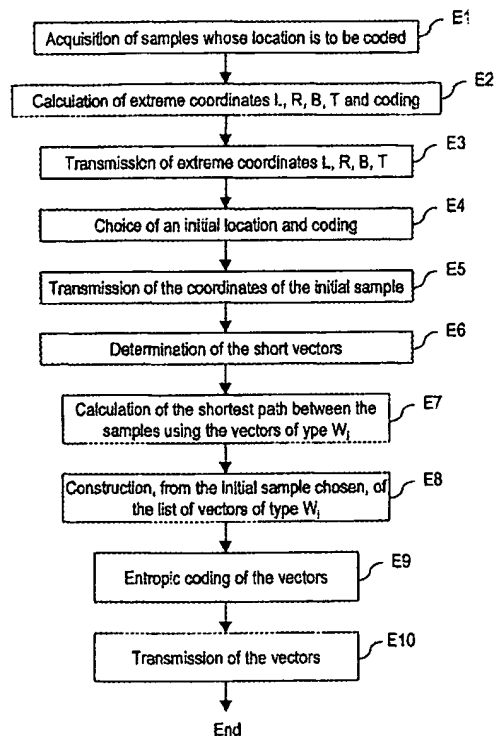 E1
Acquisition of samples whose location is to be coded
E2
Calculation of extreme coordinates L, R, B, T and coding
E3
Transmission of extreme coordinates L, R, B, T
E4
Choice of an initial location and coding
E5
Transmission of the coordinates of the initial sample
E6
Determination of the short vectors
E7
Calculation of the shortest path between the
samples using the vectors of ype Wi
E8
Construction, from the initial sample chosen, of
the list of vectors of type Wi
E9
Entropic coding of the vectors
E10
Transmission of the vectors
End